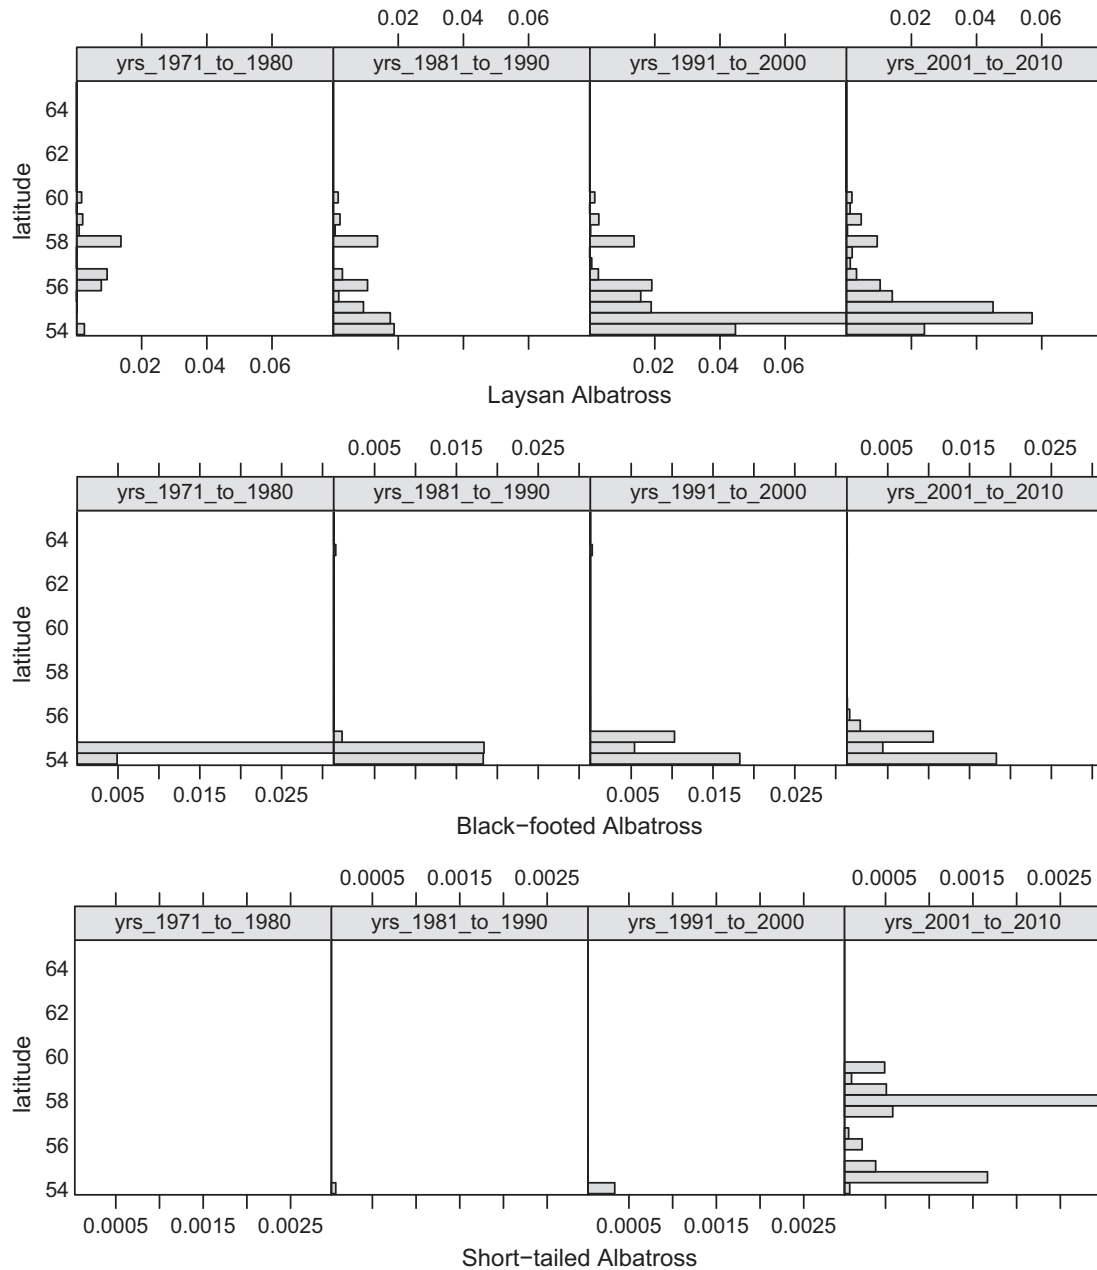 0.02 0.04 0.06 0.02 0.04 0.06
yrs_1971_to_1980 yrs_1981_to_1990 yrs_1991_to_2000 yrs_2001_to_2010
64
62
60
58
56
54
latitude
0.02 0.04 0.06 0.02 0.04 0.06
Laysan Albatross
0.005 0.015 0.025 0.005 0.015 0.025
yrs_1971_to_1980 yrs_1981_to_1990 yrs_1991_to_2000 yrs_2001_to_2010
64
62
60
58
56
54
latitude
0.005 0.015 0.025 0.005 0.015 0.025
Black−footed Albatross
0.0005 0.0015 0.0025 0.0005 0.0015 0.0025
yrs_1971_to_1980 yrs_1981_to_1990 yrs_1991_to_2000 yrs_2001_to_2010
64
62
60
58
56
54
latitude
0.0005 0.0015 0.0025 0.0005 0.0015 0.0025
Short−tailed Albatross